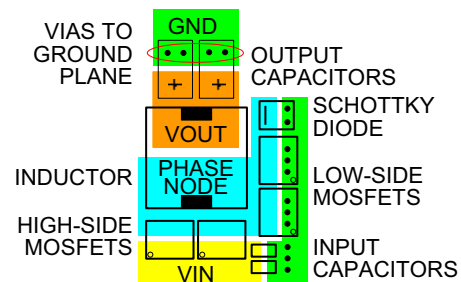 VIAS TO
GROUND
PLANE
GND
OUTPUT
CAPACITORS
+ +
VOUT
SCHOTTKY
DIODE
INDUCTOR
PHASE
NODE
LOW-SIDE
MOSFETS
HIGH-SIDE
MOSFETS
VIN
INPUT
CAPACITORS